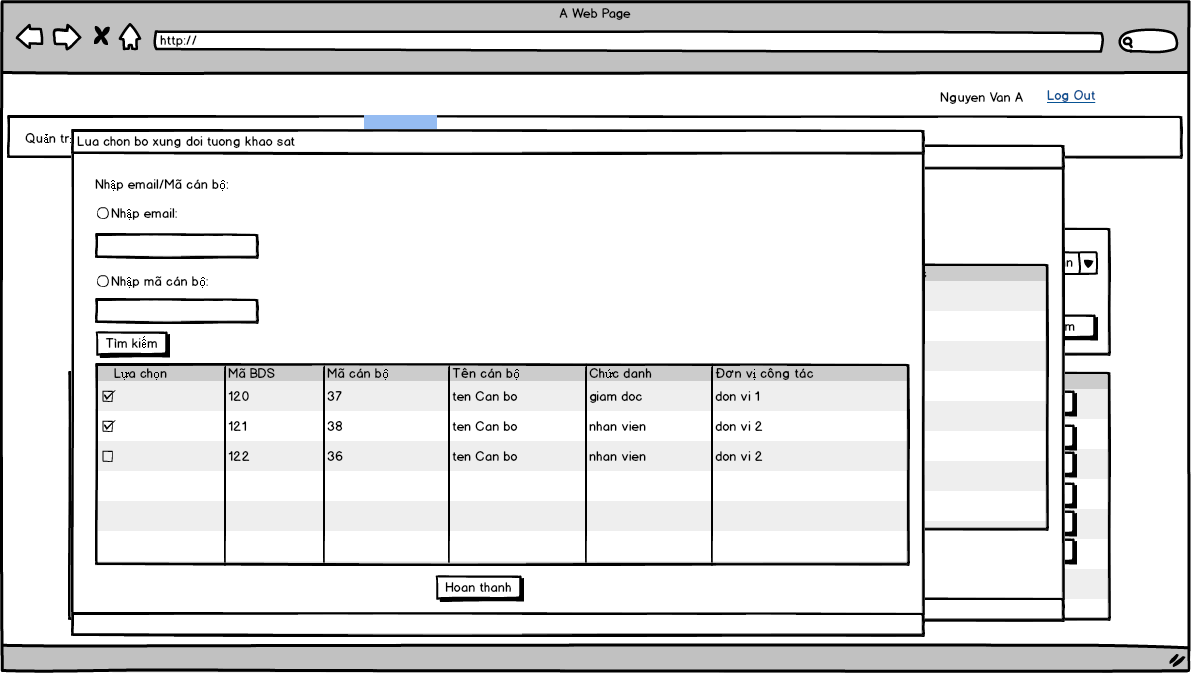 A Web Page
http://
Nguyen Van A
Log Out
Quản tr
Lua chon bo xung doi tuong khao sat
Nhập email/Mã cán bộ:
Nhập email:
Nhập mã cán bộ:
Tìm kiếm
Lựa chọn Mã BDS Mã cán bộ Tên cán bộ Chức danh Đơn vị công tác
120 37 ten Can bo giam doc don vi 1
121 38 ten Can bo nhan vien don vi 2
122 36 ten Can bo nhan vien don vi 2
Hoan thanh
n
m